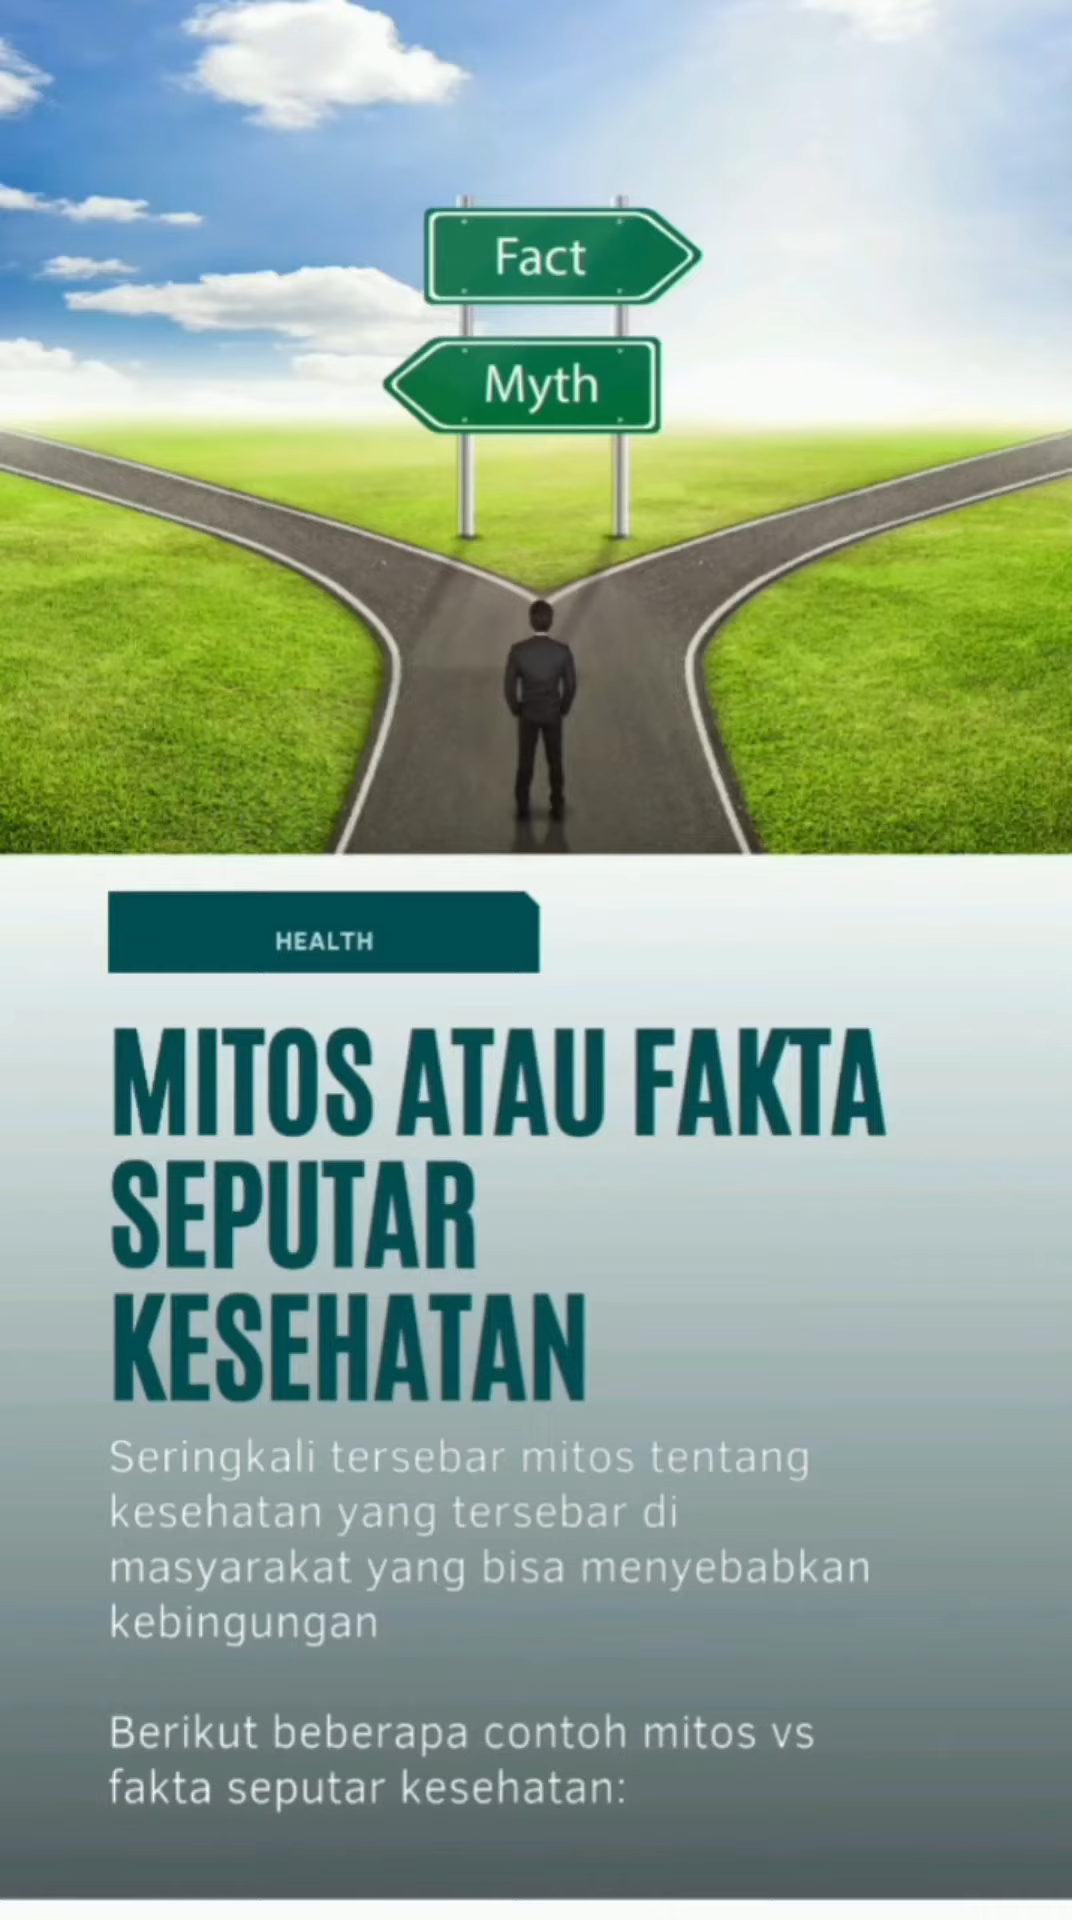 Fact
Myth
HEALTH
MITOS ATAU FAKTA
SEPUTAR
KESEHATAN
Seringkali tersebar mitos tentang
kesehatan yang tersebar di
masyarakat yang bisa menyebabkan
kebingungan
Berikut beberapa contoh mitos vs
fakta seputar kesehatan: